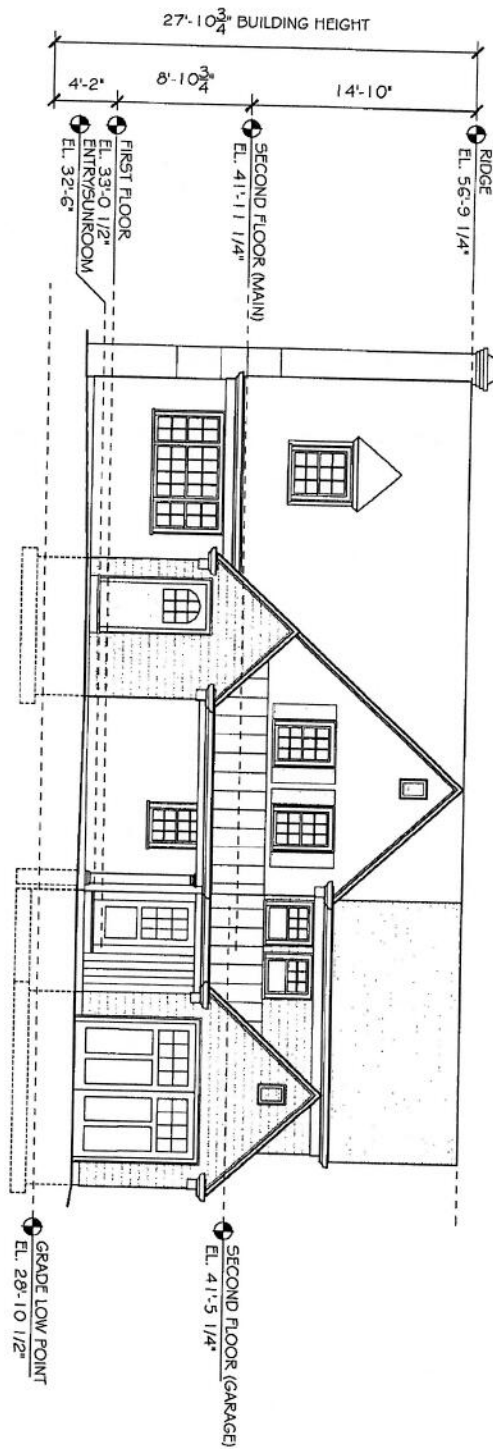 27'-10 3/4" BUILDING HEIGHT
4'-2"
8'-10 3/4"
14'-10"
RIDGE
EL. 56'-9 1/4"
SECOND FLOOR (MAIN)
EL. 41'-11 1/4"
FIRST FLOOR
EL. 33'-0 1/2"
ENTRY/SUNROOM
EL. 32'-6"
SECOND FLOOR (GARAGE)
EL. 41'-5 1/4"
GRADE LOW POINT
EL. 28'-10 1/2"